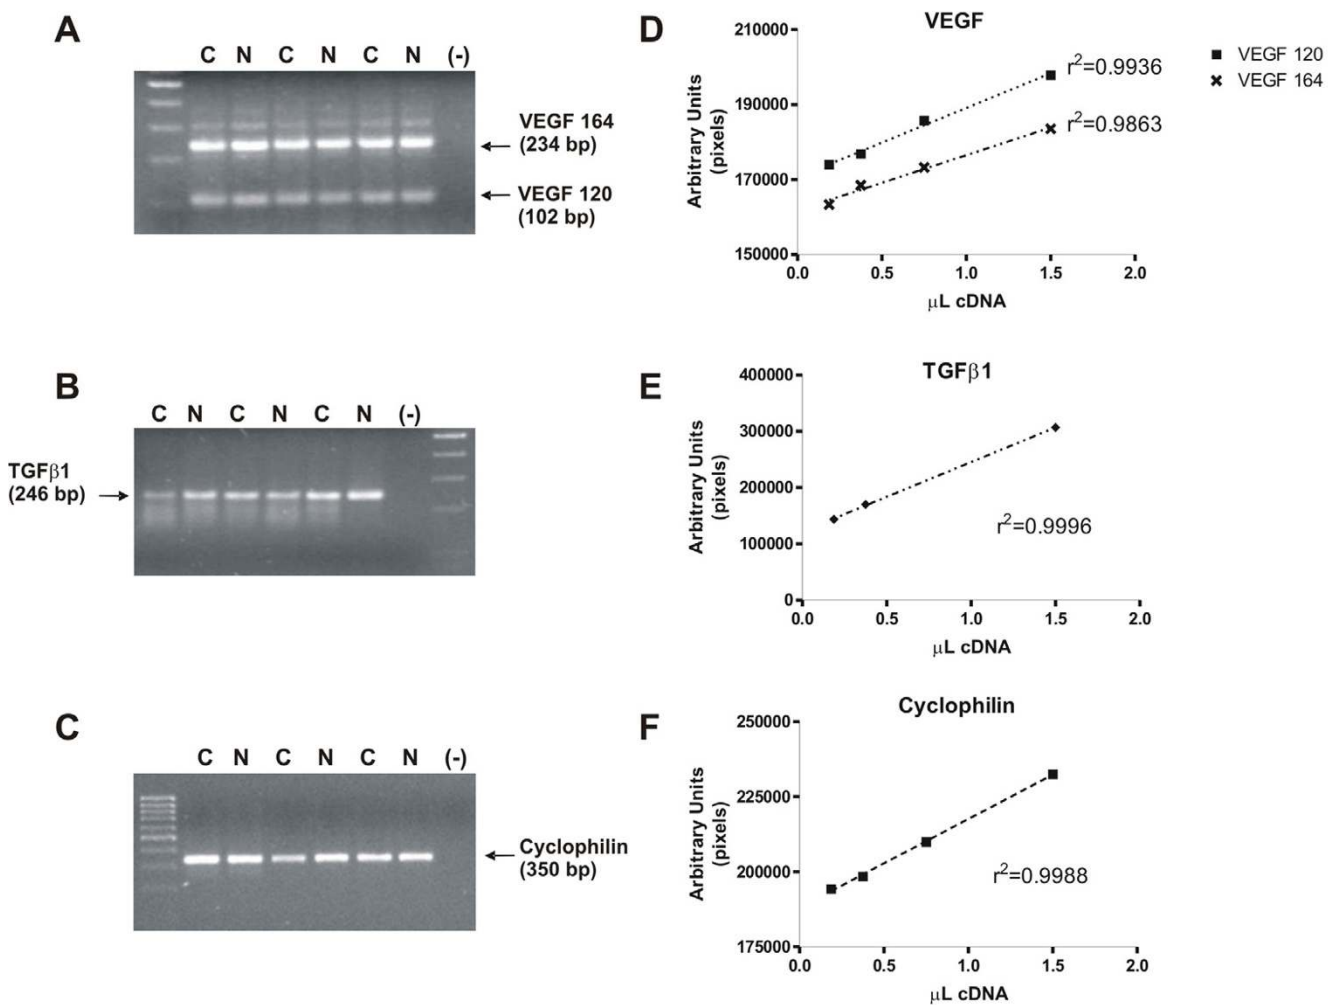 A
C N C N C N (-)
VEGF 164
(234 bp)
VEGF 120
(102 bp)
D
VEGF
210000
190000
170000
150000
0.0 0.5 1.0 1.5 2.0
Arbitrary Units
(pixels)
µL cDNA
r²=0.9936
r²=0.9863
VEGF 120
VEGF 164
B
C N C N C N (-)
TGFβ1
(246 bp)
E
TGFβ1
400000
300000
200000
100000
0
0.0 0.5 1.0 1.5 2.0
Arbitrary Units
(pixels)
µL cDNA
r²=0.9996
C
C N C N C N (-)
Cyclophilin
(350 bp)
F
Cyclophilin
250000
225000
200000
175000
0.0 0.5 1.0 1.5 2.0
Arbitrary Units
(pixels)
µL cDNA
r²=0.9988